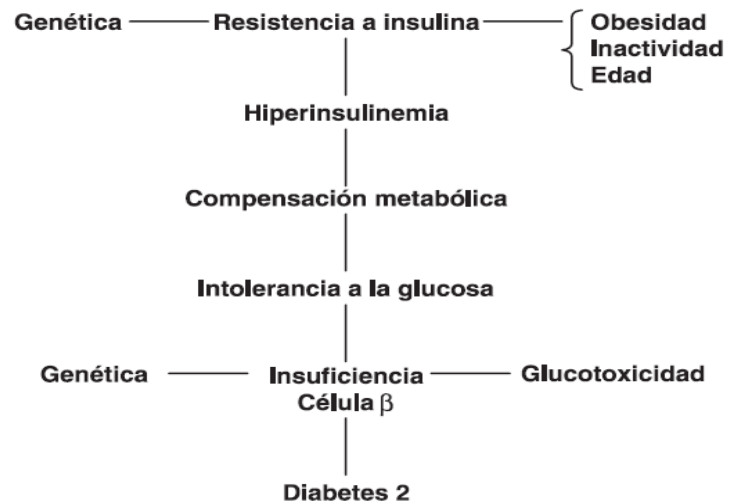 Genética Resistencia a insulina Obesidad
Inactividad
Edad
Hiperinsulinemia
Compensación metabólica
Intolerancia a la glucosa
Genética Insuficiencia Glucotoxicidad
Célula β
Diabetes 2